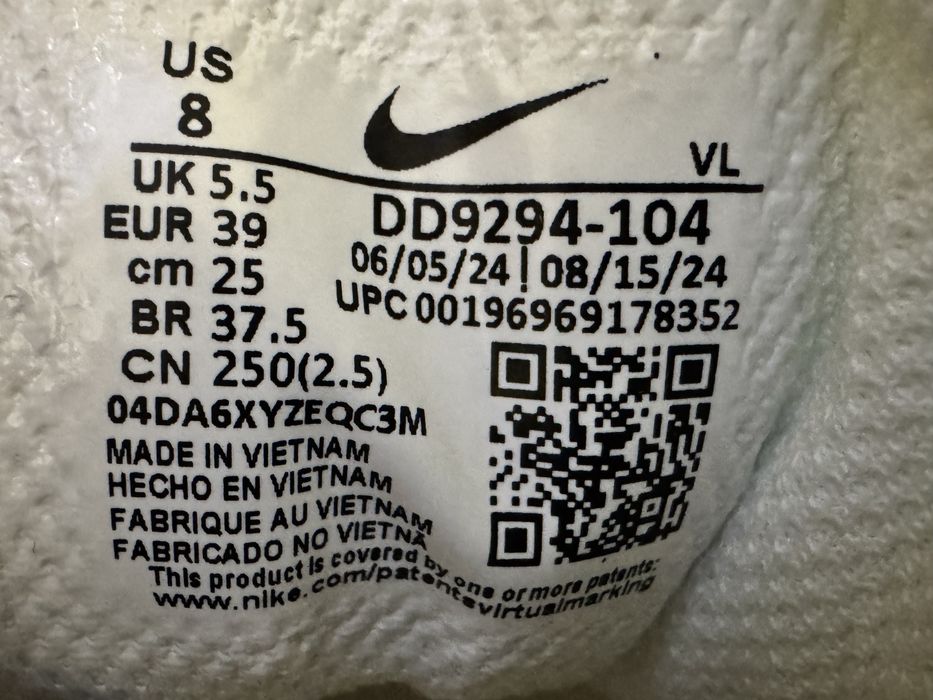 US
8
VL
UK 5.5
EUR 39
cm 25
BR 37.5
CN 250(2.5)
DD9294-104
06/05/24 | 08/15/24
UPC 00196969178352
04DA6XYZEQC3M
MADE IN VIETNAM
HECHO EN VIETNAM
FABRIQUE AU VIETNAM
FABRICADO NO VIETNÃ
This product is covered by one or more patents:
www.nike.com/patentsvirtualmarking